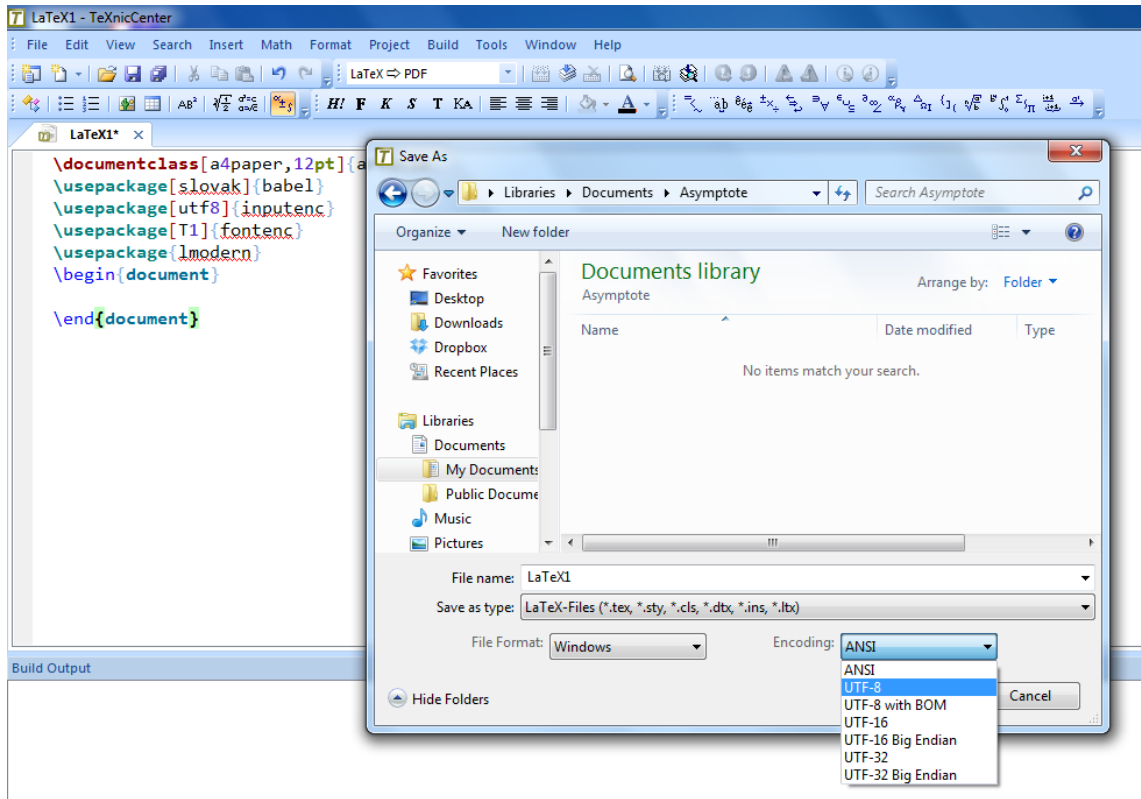 LaTeX1 - TeXnicCenter
File Edit View Search Insert Math Format Project Build Tools Window Help
LaTeX ⇨ PDF
H! F K S T KA
LaTeX1* ×
\documentclass[a4paper,12pt]{a
\usepackage[slovak]{babel}
\usepackage[utf8]{inputenc}
\usepackage[T1]{fontenc}
\usepackage{lmodern}
\begin{document}
\end{document}
Save As
Libraries Documents Asymptote
Search Asymptote
Organize New folder
Favorites
Desktop
Downloads
Dropbox
Recent Places
Libraries
Documents
My Documents
Public Docume
Music
Pictures
Documents library
Asymptote
Arrange by: Folder
Name Date modified Type
No items match your search.
File name: LaTeX1
Save as type: LaTeX-Files (*.tex, *.sty, *.cls, *.dtx, *.ins, *.ltx)
File Format: Windows Encoding: ANSI
ANSI
UTF-8
UTF-8 with BOM
UTF-16
UTF-16 Big Endian
UTF-32
UTF-32 Big Endian
Hide Folders
Cancel
Build Output